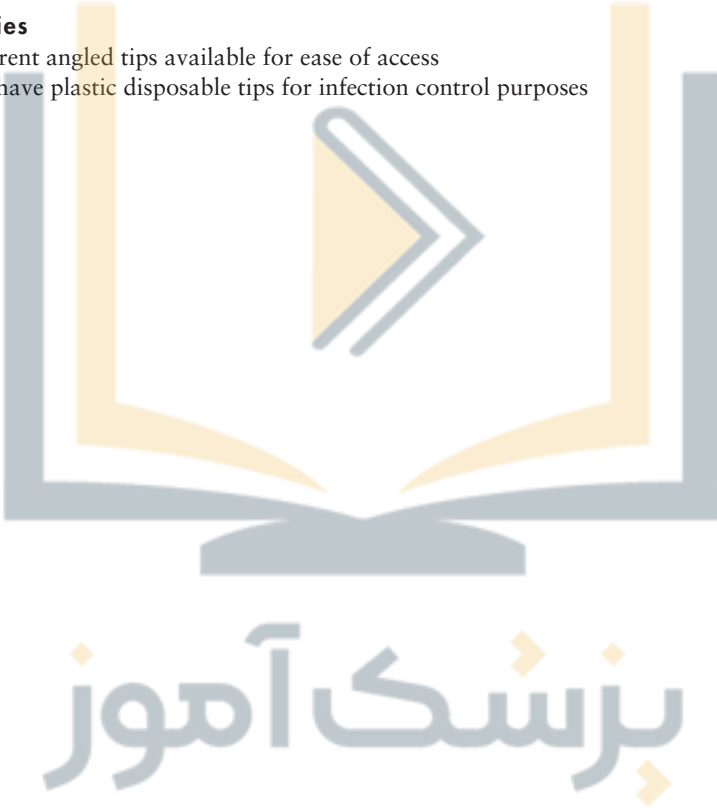 ies
rent angled tips available for ease of access
have plastic disposable tips for infection control purposes
پزشک‌آموز